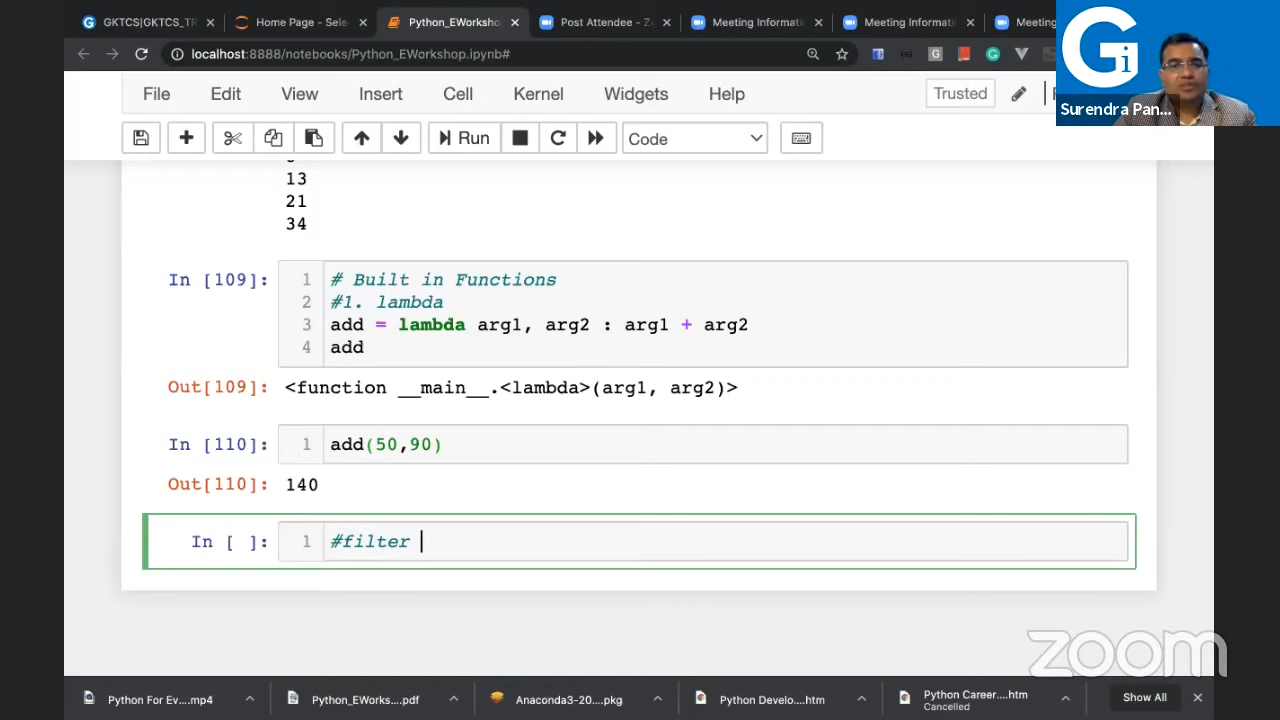 GKTCS|GKTCS_TR
Home Page - Sele
Python_EWorksho
Post Attendee - Z
Meeting Informati
Meeting Informati
Meeting
localhost:8888/notebooks/Python_EWorkshop.ipynb#
Gi
Surendra Pan...
File Edit View Insert Cell Kernel Widgets Help Trusted
Run Code
13
21
34
In [109]:
1 # Built in Functions
2 #1. lambda
3 add = lambda arg1, arg2 : arg1 + arg2
4 add
Out[109]: <function __main__.<lambda>(arg1, arg2)>
In [110]: 1 add(50,90)
Out[110]: 140
In [ ]: 1 #filter
zoom
Python For Ev....mp4
Python_EWorks....pdf
Anaconda3-20....pkg
Python Develo....htm
Python Career....htm
Cancelled
Show All